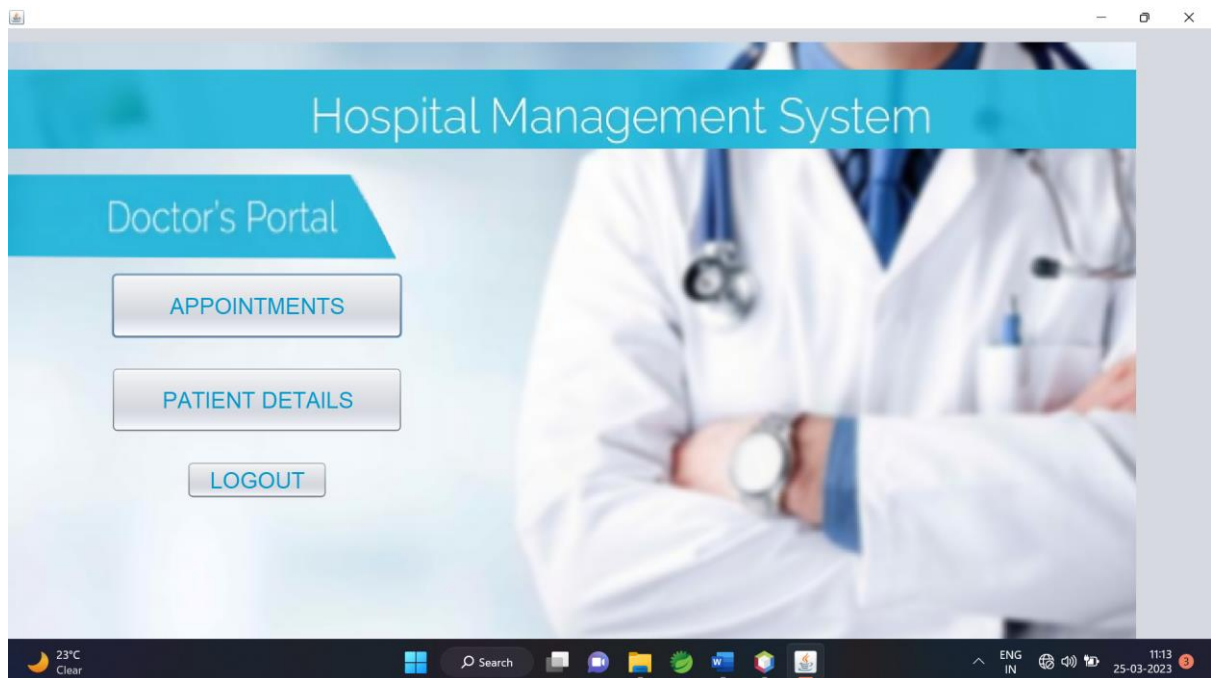 Hospital Management System
Doctor's Portal
APPOINTMENTS
PATIENT DETAILS
LOGOUT
23°C
Clear
Search
W
ENG
IN
11:13
25-03-2023
3